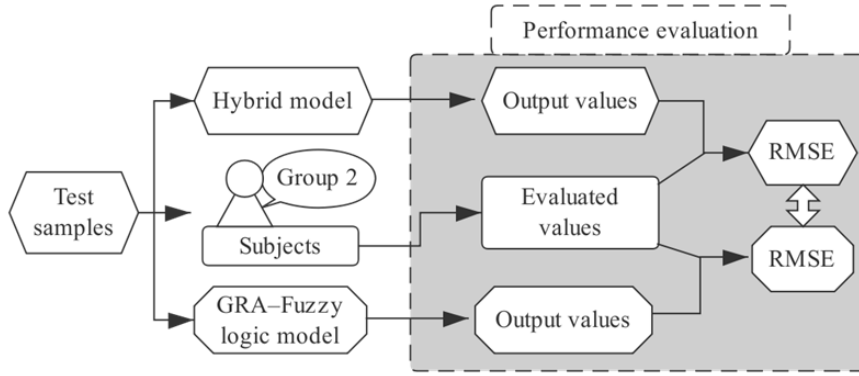 Performance evaluation
Hybrid model
Output values
RMSE
Test
samples
Group 2
Subjects
Evaluated
values
GRA–Fuzzy
logic model
Output values
RMSE